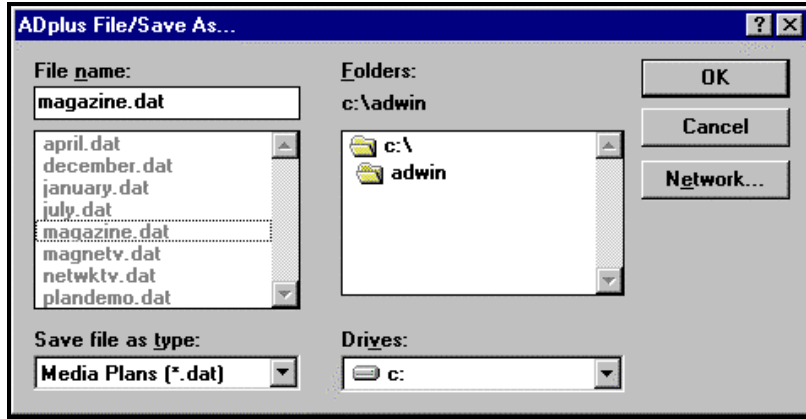 ADplus File/Save As...
File name:
magazine.dat
april.dat
december.dat
january.dat
july.dat
magazine.dat
magnetv.dat
netwktv.dat
plandemo.dat
Save file as type:
Media Plans (*.dat)
Folders:
c:\adwin
c:\
adwin
Drives:
c:
OK
Cancel
Network...